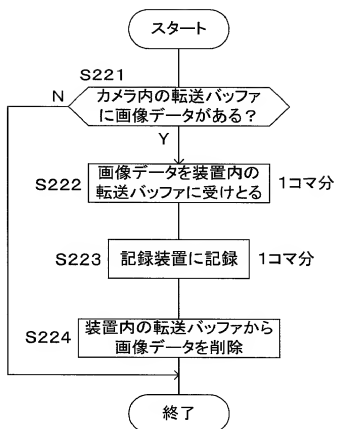 スタート
S221
N
カメラ内の転送バッファ
に画像データがある?
Y
S222
画像データを装置内の
転送バッファに受けとる
1コマ分
S223
記録装置に記録
1コマ分
S224
装置内の転送バッファから
画像データを削除
終了